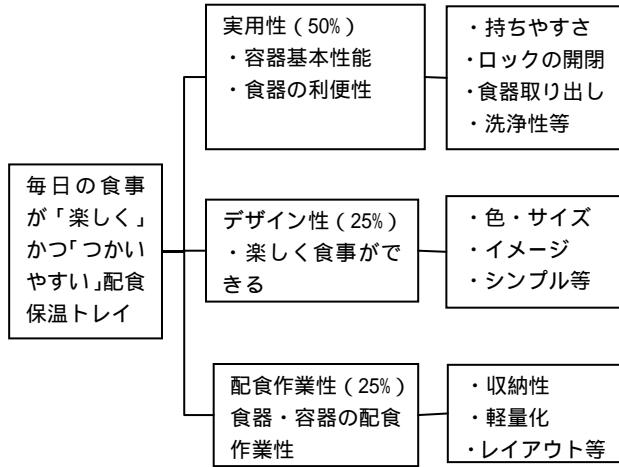 実用性(50%)
・容器基本性能
・食器の利便性
・持ちやすさ
・ロックの開閉
・食器取り出し
・洗浄性等
毎日の食事
が「楽しく」
かつ「つかい
やすい」配食
保温トレイ
デザイン性(25%)
・楽しく食事がで
きる
・色・サイズ
・イメージ
・シンプル等
配食作業性(25%)
食器・容器の配食
作業性
・収納性
・軽量化
・レイアウト等